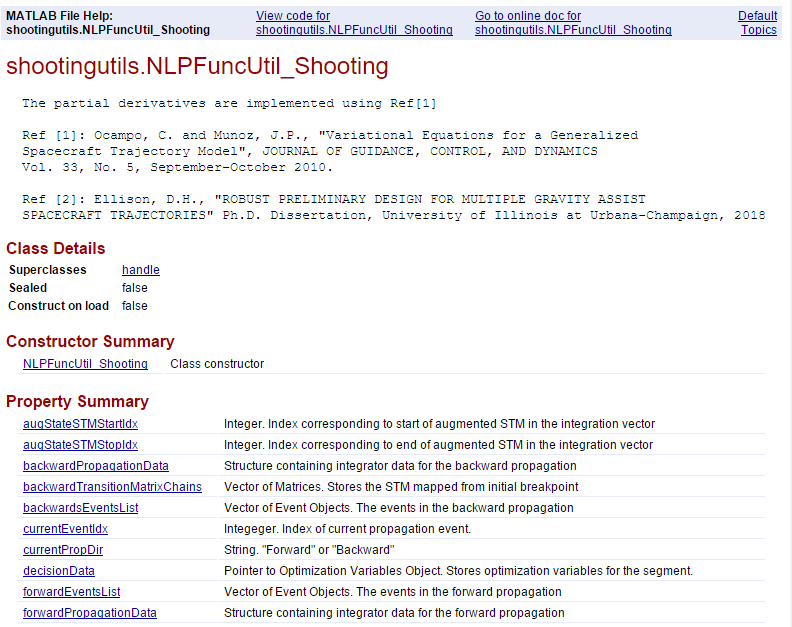 MATLAB File Help: View code for Go to online doc for Default
shootingutils.NLPFuncUtil_Shooting shootingutils.NLPFuncUtil_Shooting shootingutils.NLPFuncUtil_Shooting Topics
shootingutils.NLPFuncUtil_Shooting
The partial derivatives are implemented using Ref[1]
Ref [1]: Ocampo, C. and Munoz, J.P., "Variational Equations for a Generalized
Spacecraft Trajectory Model", JOURNAL OF GUIDANCE, CONTROL, AND DYNAMICS
Vol. 33, No. 5, September-October 2010.
Ref [2]: Ellison, D.H., "ROBUST PRELIMINARY DESIGN FOR MULTIPLE GRAVITY ASSIST
SPACECRAFT TRAJECTORIES" Ph.D. Dissertation, University of Illinois at Urbana-Champaign, 2018
Class Details
Superclasses handle
Sealed false
Construct on load false
Constructor Summary
NLPFuncUtil_Shooting Class constructor
Property Summary
augStateSTMStartIdx Integer. Index corresponding to start of augmented STM in the integration vector
augStateSTMStopIdx Integer. Index corresponding to end of augmented STM in the integration vector
backwardPropagationData Structure containing integrator data for the backward propagation
backwardTransitionMatrixChains Vector of Matrices. Stores the STM mapped from initial breakpoint
backwardsEventsList Vector of Event Objects. The events in the backward propagation
currentEventIdx Integeger. Index of current propagation event.
currentPropDir String. "Forward" or "Backward"
decisionData Pointer to Optimization Variables Object. Stores optimization variables for the segment.
forwardEventsList Vector of Event Objects. The events in the forward propagation
forwardPropagationData Structure containing integrator data for the forward propagation